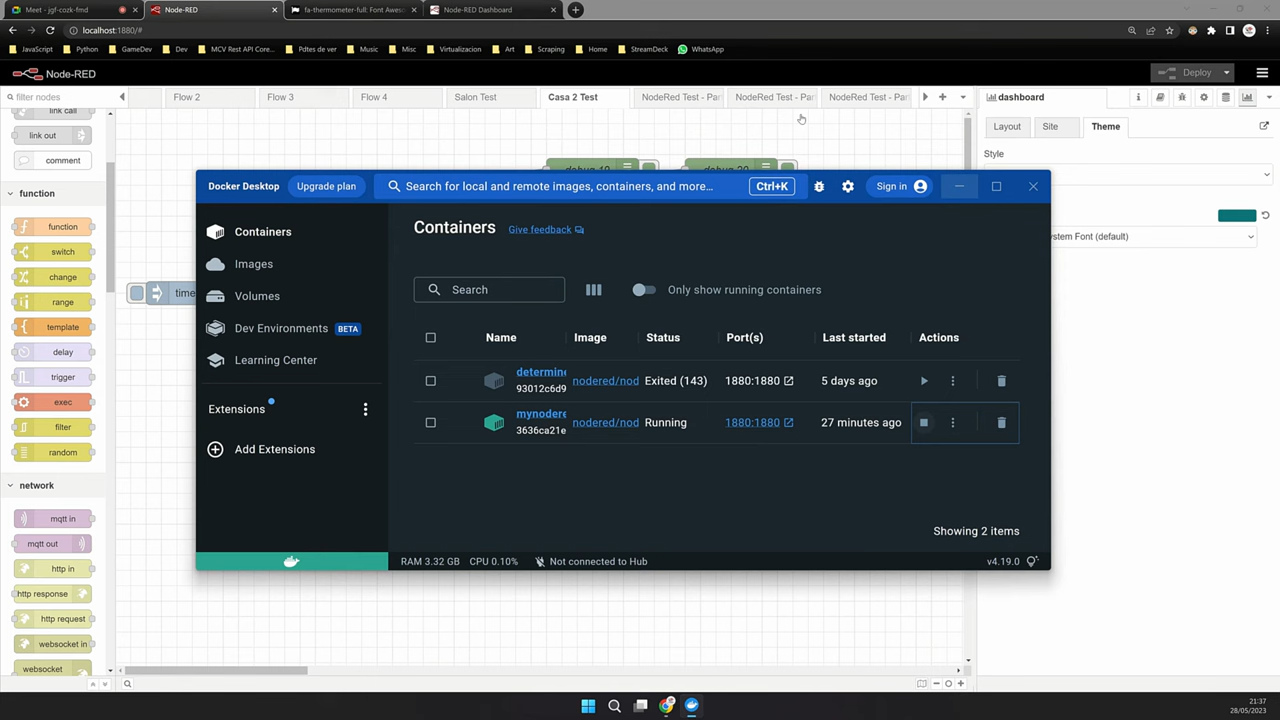 Meet - jgf-cozk-fmd
Node-RED
fa-thermometer-full: Font Aweso
Node-RED Dashboard
localhost:1880/#
JavaScript
Python
GameDev
Dev
MCV Rest API Core...
Pdtes de ver
Music
Misc
Virtualizacion
Art
Scraping
Home
StreamDeck
WhatsApp
Node-RED
Deploy
filter nodes
Flow 2
Flow 3
Flow 4
Salon Test
Casa 2 Test
NodeRed Test - Par
NodeRed Test - Par
NodeRed Test - Par
dashboard
link call
link out
comment
function
function
switch
change
range
template
delay
trigger
exec
filter
random
network
mqtt in
mqtt out
http in
http response
http request
websocket in
websocket
time
Layout
Site
Theme
Style
ystem Font (default)
Docker Desktop
Upgrade plan
Search for local and remote images, containers, and more...
Ctrl+K
Sign in
Containers
Images
Volumes
Dev Environments
BETA
Learning Center
Extensions
Add Extensions
Containers
Give feedback
Search
Only show running containers
Name
Image
Status
Port(s)
Last started
Actions
determine
93012c6d9
nodered/nod
Exited (143)
1880:1880
5 days ago
mynodere
3636ca21e
nodered/nod
Running
1880:1880
27 minutes ago
Showing 2 items
RAM 3.32 GB
CPU 0.10%
Not connected to Hub
v4.19.0
21:37
28/05/2023